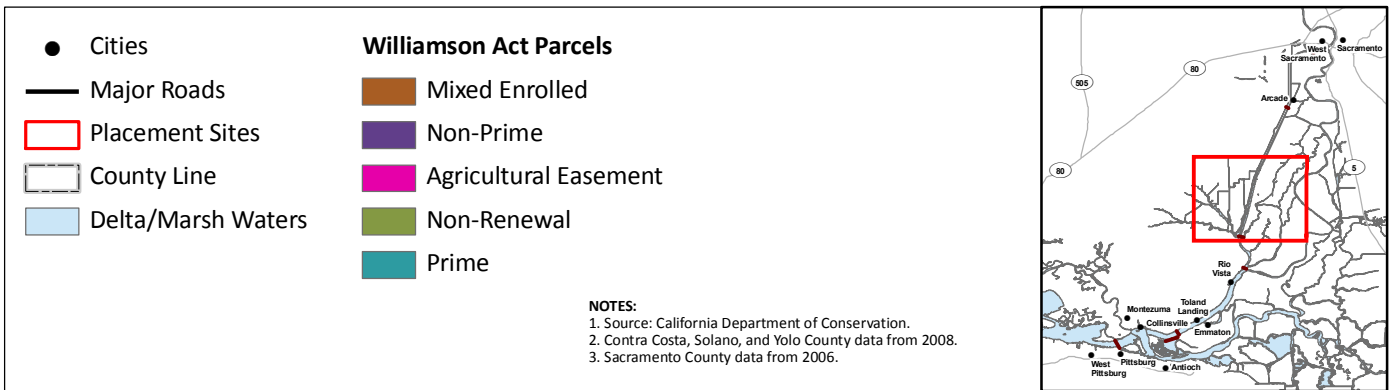 Cities
Major Roads
Placement Sites
County Line
Delta/Marsh Waters
Williamson Act Parcels
Mixed Enrolled
Non-Prime
Agricultural Easement
Non-Renewal
Prime
NOTES:
1. Source: California Department of Conservation.
2. Contra Costa, Solano, and Yolo County data from 2008.
3. Sacramento County data from 2006.
West
Sacramento
Sacramento
80
505
Arcade
80
5
Rio
Vista
Montezuma
Toland
Landing
Collinsville
Emmaton
West
Pittsburg
Pittsburg
Antioch